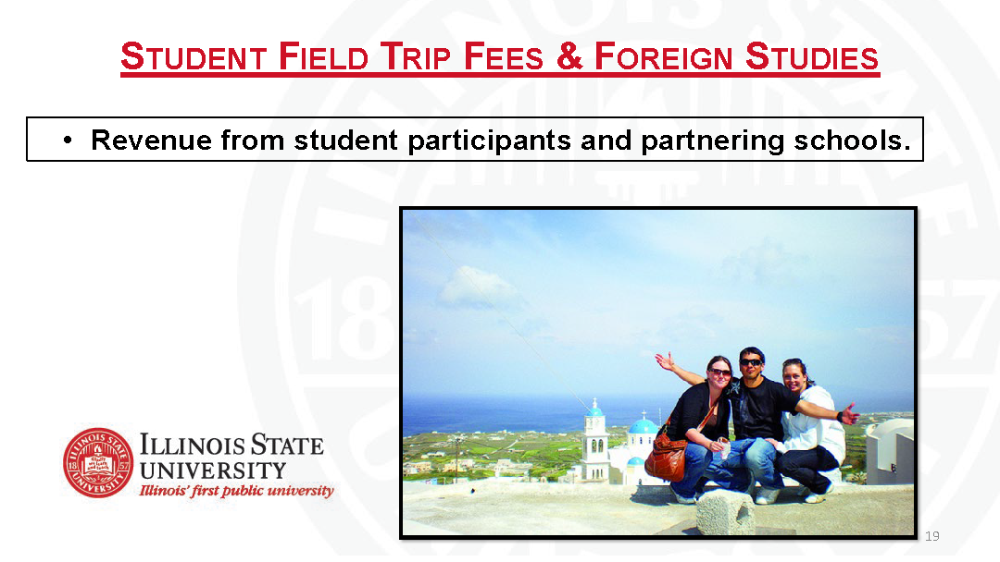 STUDENT FIELD TRIP FEES & FOREIGN STUDIES
• Revenue from student participants and partnering schools.
ILLINOIS STATE
UNIVERSITY
Illinois' first public university
ILLINOIS STATE
18 57
UNIVERSITY
19